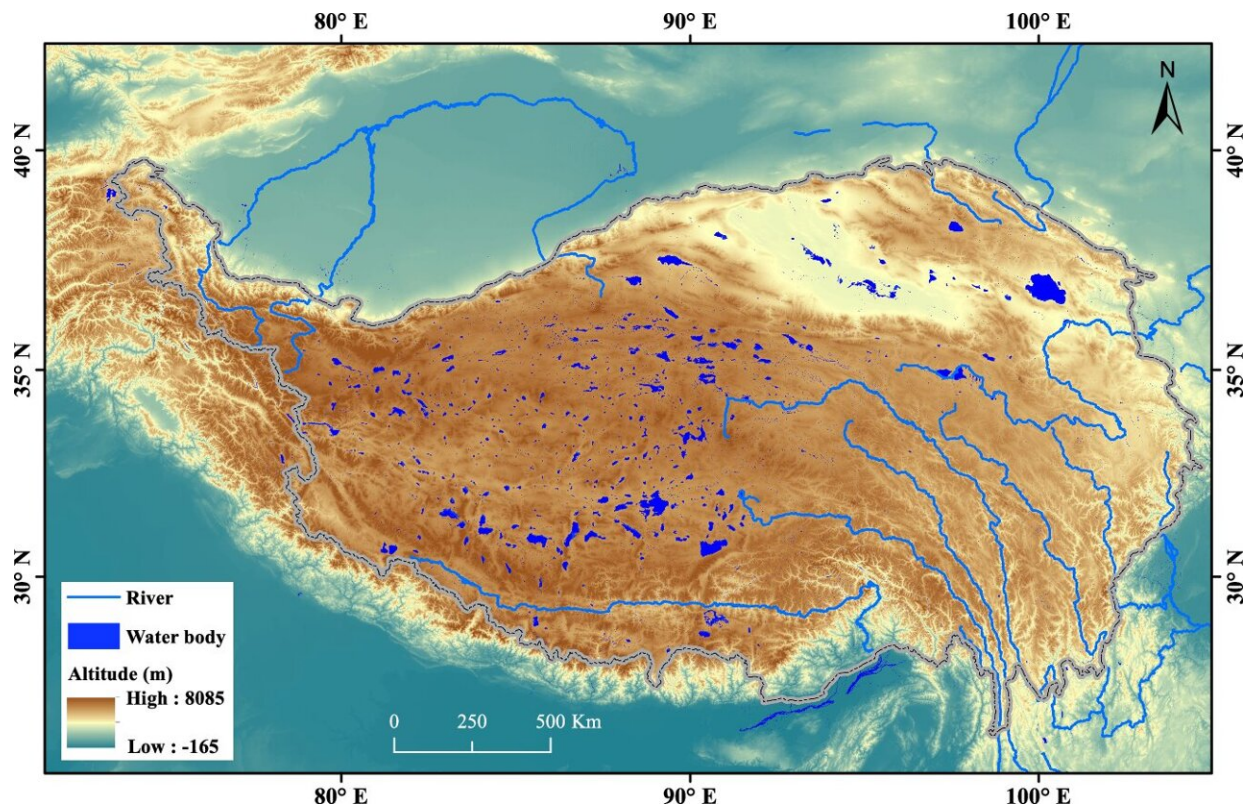 80° E 90° E 100° E
N
40° N 40° N
35° N 35° N
30° N 30° N
River
Water body
Altitude (m)
High : 8085
Low : -165
0 250 500 Km
80° E 90° E 100° E